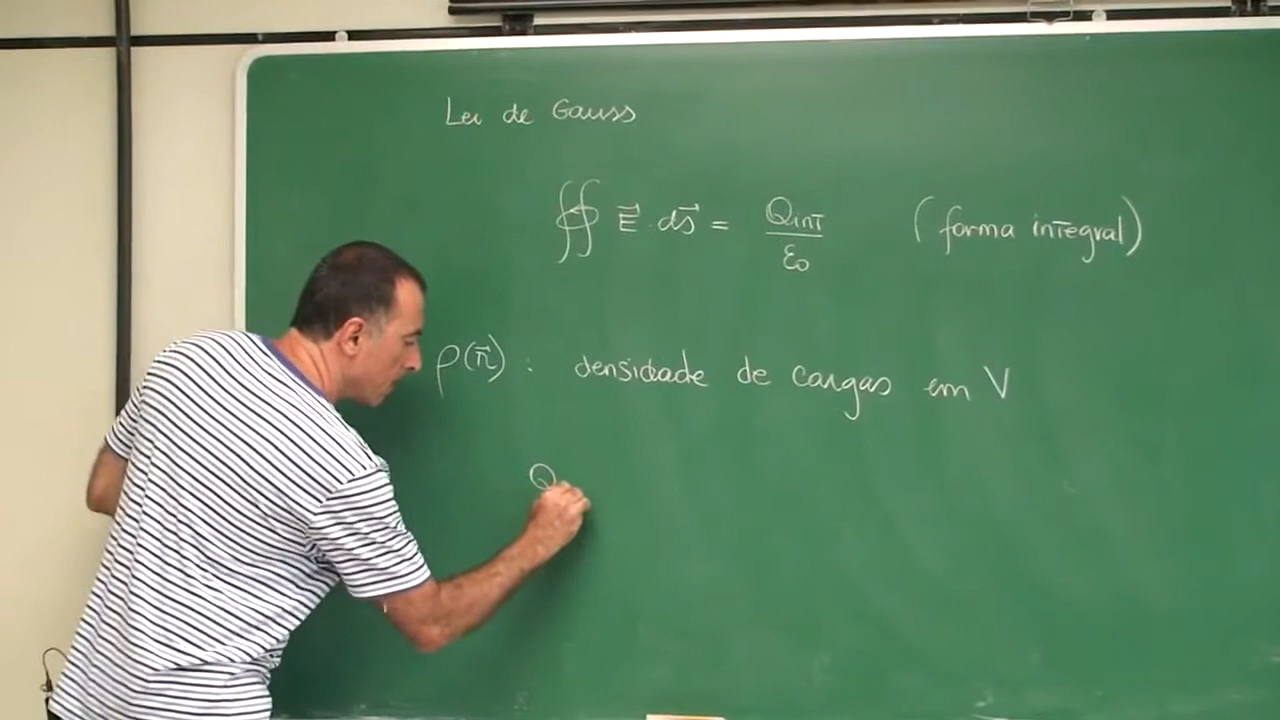 Lei de Gauss
∯ E⃗ · dS⃗ = Qint/ε₀ (forma integral)
ρ(r⃗) : densidade de cargas em V
Q